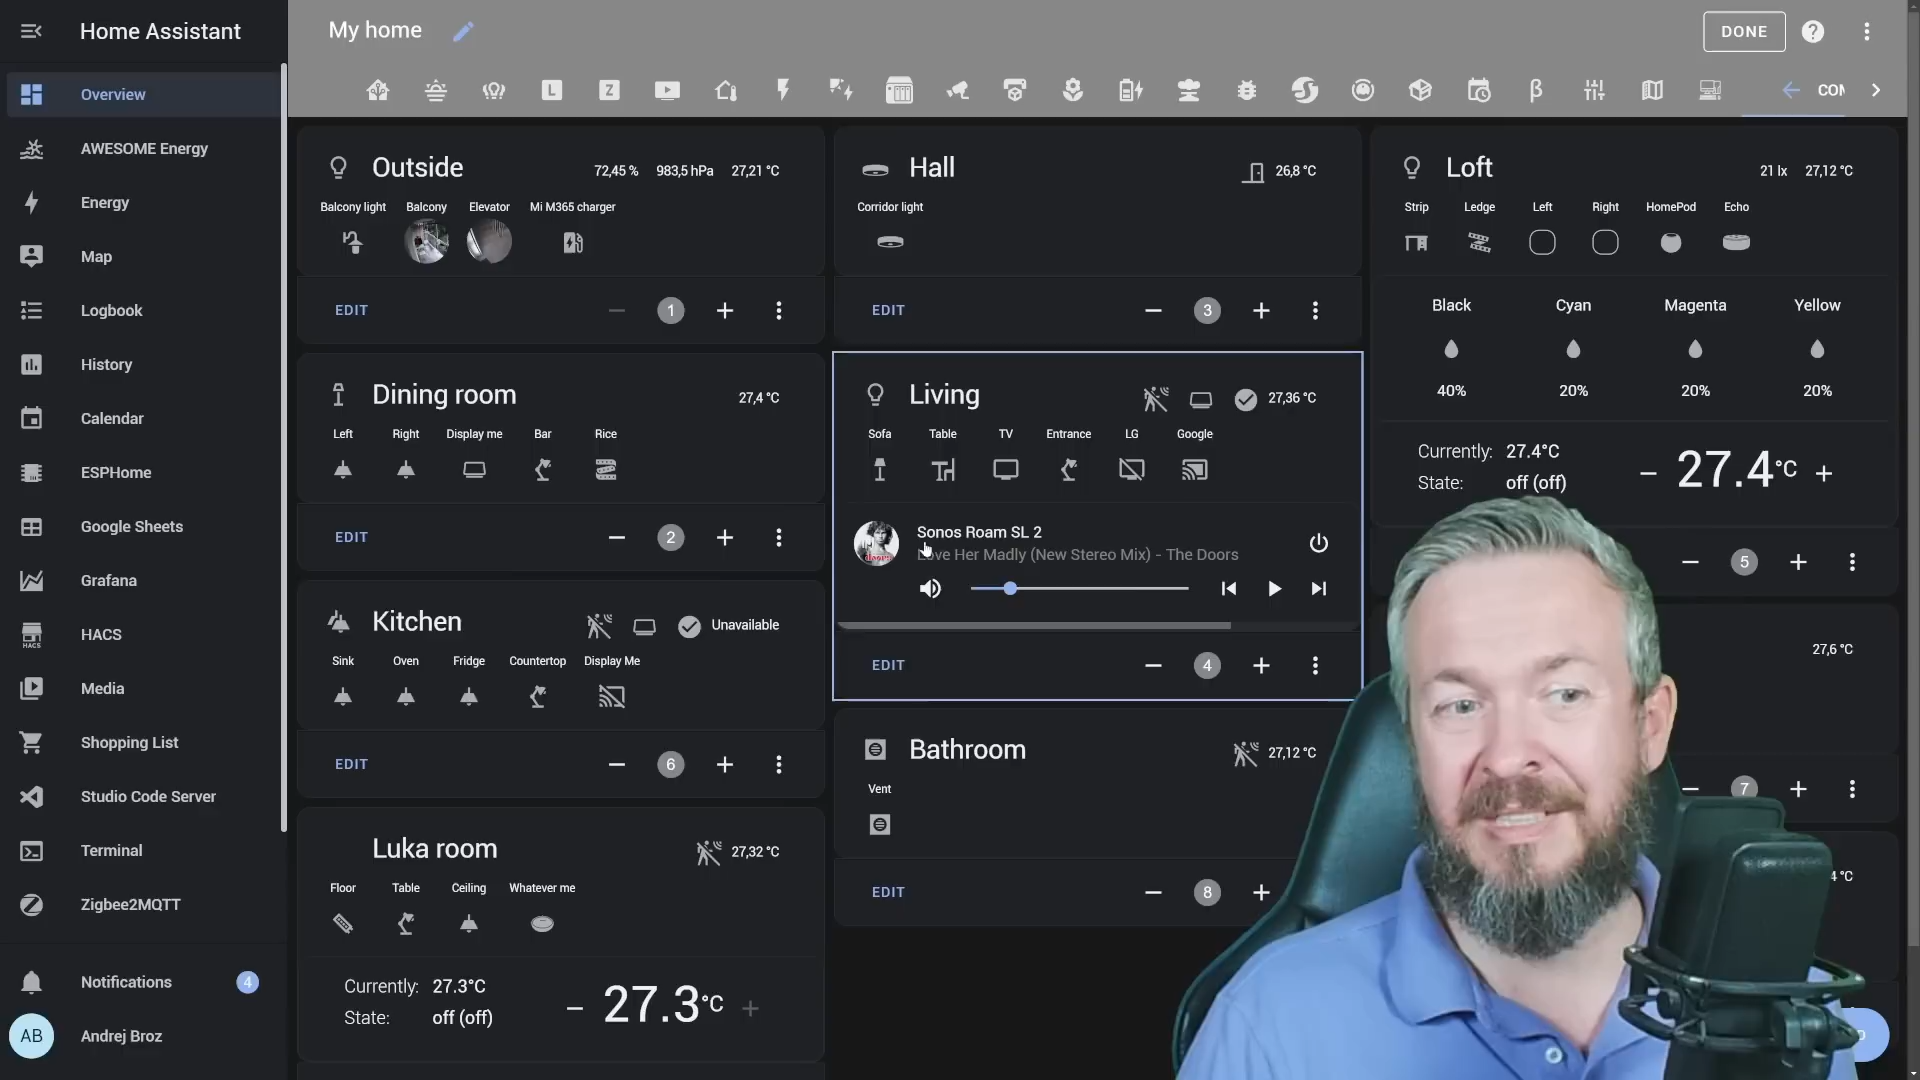 Home Assistant
My home
DONE
Overview
L
Z
β
CON
AWESOME Energy
Energy
Map
Logbook
History
Calendar
ESPHome
Google Sheets
Grafana
HACS
HACS
Media
Shopping List
Studio Code Server
Terminal
Zigbee2MQTT
Notifications
4
AB
Andrej Broz
Outside
72,45 %
983,5 hPa
27,21 °C
Balcony light
Balcony
Elevator
Mi M365 charger
EDIT
1
Dining room
27,4 °C
Left
Right
Display me
Bar
Rice
EDIT
2
Kitchen
Unavailable
Sink
Oven
Fridge
Countertop
Display Me
EDIT
6
Luka room
27,32 °C
Floor
Table
Ceiling
Whatever me
Currently: 27.3°C
State: off (off)
27.3°C
Hall
26,8 °C
Corridor light
EDIT
3
Living
27,36 °C
Sofa
Table
TV
Entrance
LG
Google
Sonos Roam SL 2
Love Her Madly (New Stereo Mix) - The Doors
EDIT
4
Bathroom
27,12 °C
Vent
EDIT
8
Loft
21 lx
27,12 °C
Strip
Ledge
Left
Right
HomePod
Echo
Black
Cyan
Magenta
Yellow
40%
20%
20%
20%
Currently: 27.4°C
State: off (off)
27.4°C
5
27,6 °C
7
4 °C